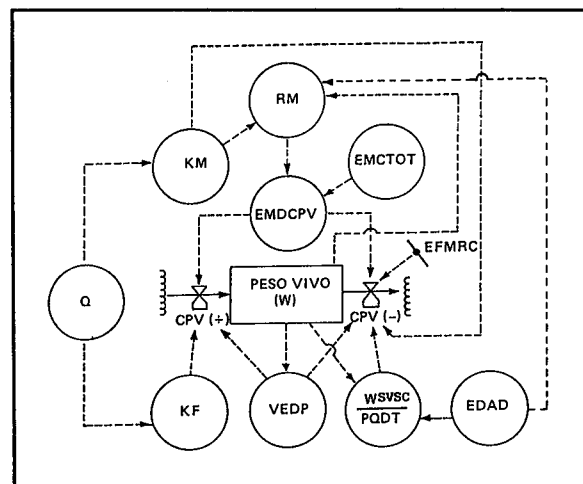 RM
KM
EMCTOT
EMDCPV
EFMRC
Q
PESO VIVO
(W)
CPV (+)
CPV (-)
KF
VEDP
WSVSC
PQDT
EDAD